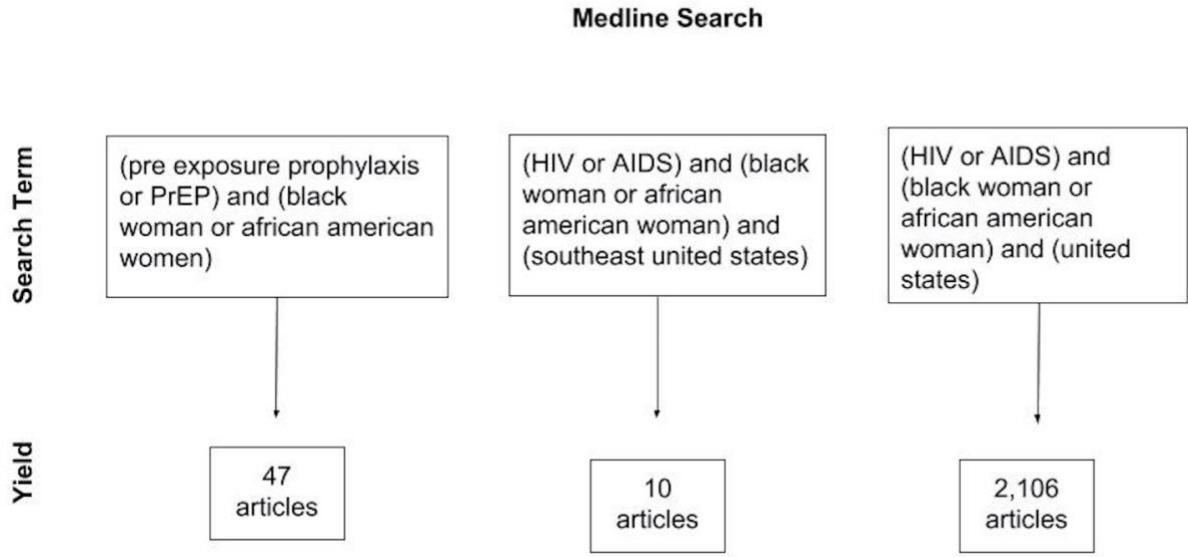 Medline Search
Search Term
(pre exposure prophylaxis
or PrEP) and (black
woman or african american
women)
(HIV or AIDS) and (black
woman or african
american woman) and
(southeast united states)
(HIV or AIDS) and
(black woman or
african american
woman) and (united
states)
Yield
47
articles
10
articles
2,106
articles